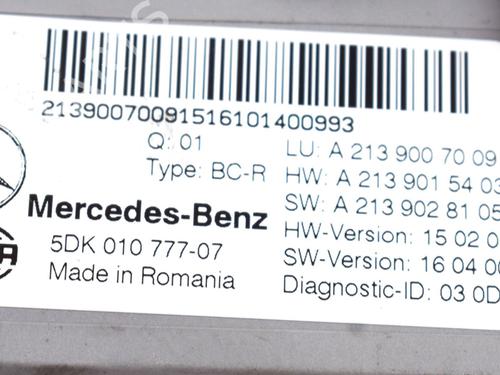 21390070091516101400993
Q: 01
Type: BC-R
Mercedes-Benz
5DK 010 777-07
Made in Romania
LU: A 213 900 70 09
HW: A 213 901 54 03
SW: A 213 902 81 05
HW-Version: 15 02 0
SW-Version: 16 04 00
Diagnostic-ID: 03 0D